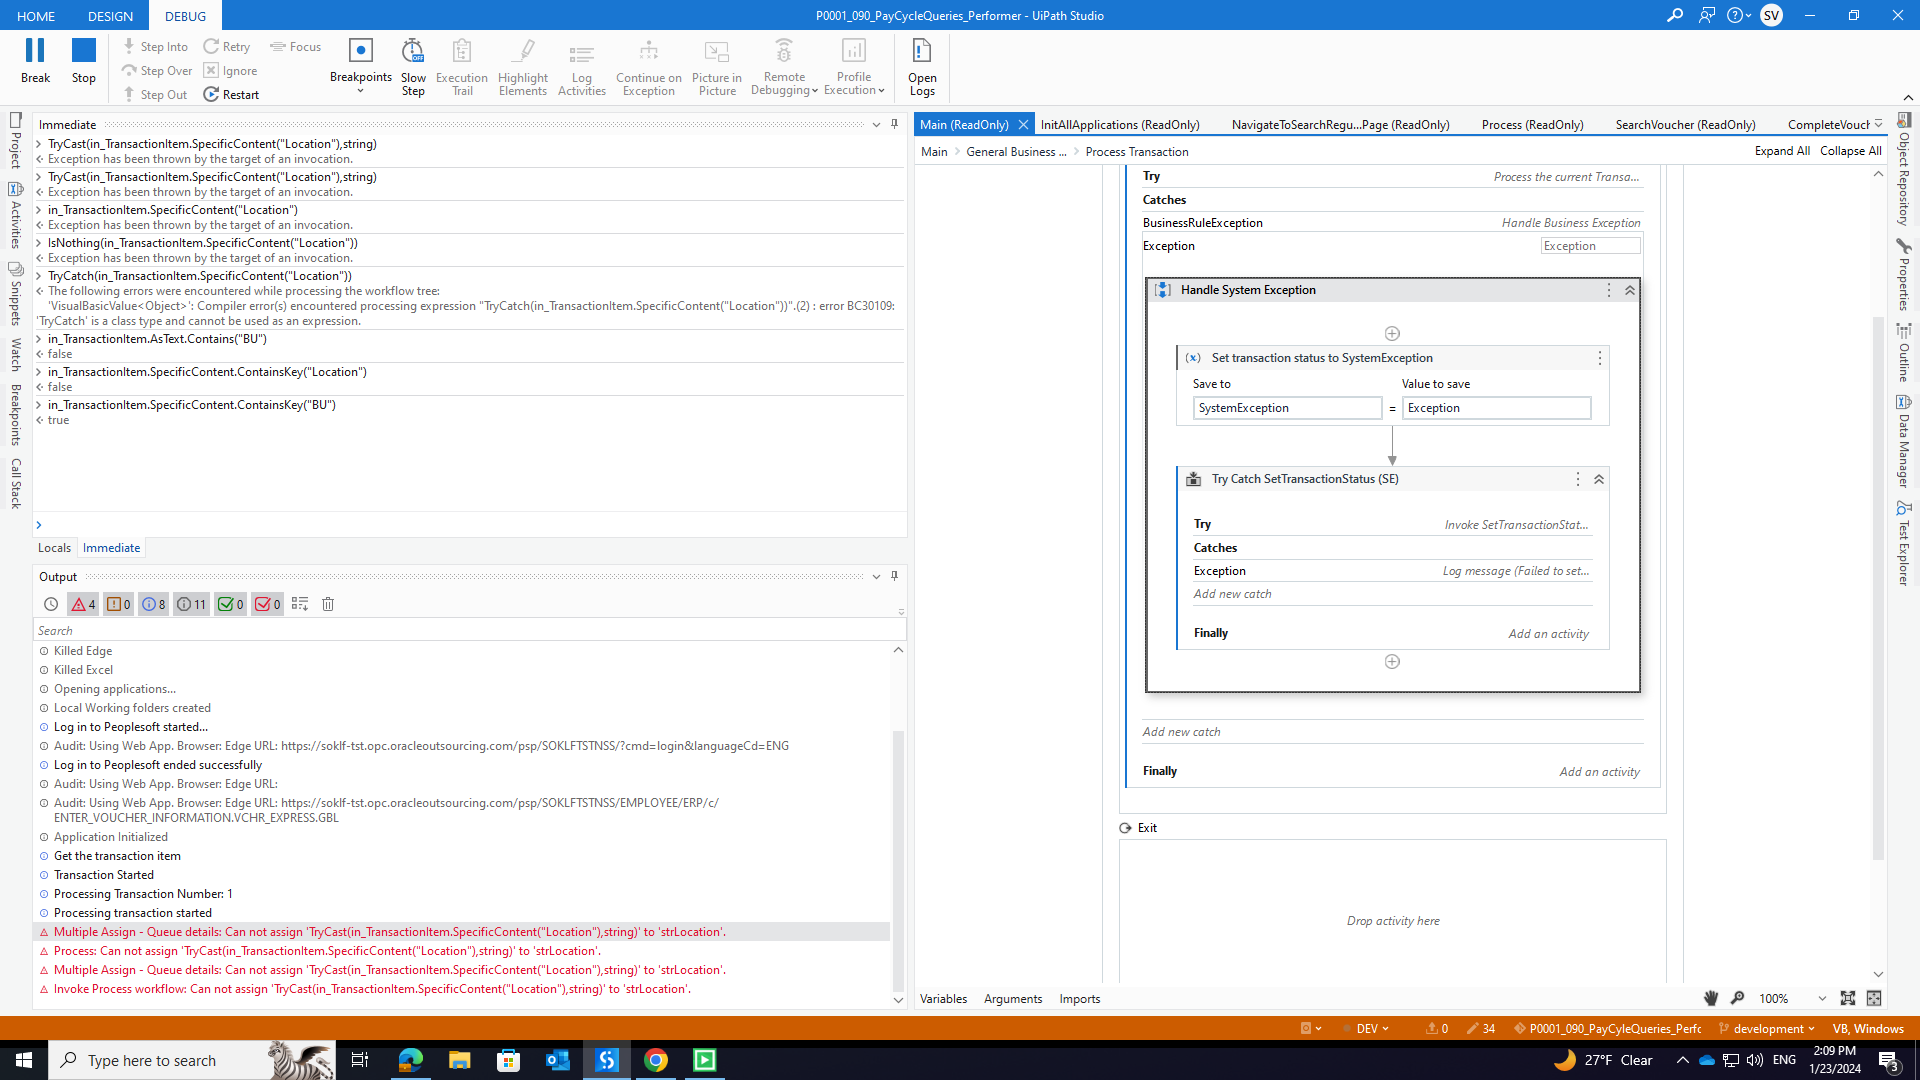 HOME DESIGN DEBUG P0001_090_PayCycleQueries_Performer - UiPath Studio SV
Break
Stop
Step Into
Step Over
Step Out
Retry
Ignore
Restart
Focus
Breakpoints
Slow
Step
Execution
Trail
Highlight
Elements
Log
Activities
Continue on
Exception
Picture in
Picture
Remote
Debugging
Profile
Execution
Open
Logs
Project
Activities
Snippets
Watch
Breakpoints
Call Stack
Immediate
TryCast(in_TransactionItem.SpecificContent("Location"),string)
Exception has been thrown by the target of an invocation.
TryCast(in_TransactionItem.SpecificContent("Location"),string)
Exception has been thrown by the target of an invocation.
in_TransactionItem.SpecificContent("Location")
Exception has been thrown by the target of an invocation.
IsNothing(in_TransactionItem.SpecificContent("Location"))
Exception has been thrown by the target of an invocation.
TryCatch(in_TransactionItem.SpecificContent("Location"))
The following errors were encountered while processing the workflow tree:
'VisualBasicValue<Object>': Compiler error(s) encountered processing expression "TryCatch(in_TransactionItem.SpecificContent("Location"))".(2) : error BC30109:
'TryCatch' is a class type and cannot be used as an expression.
in_TransactionItem.AsText.Contains("BU")
false
in_TransactionItem.SpecificContent.ContainsKey("Location")
false
in_TransactionItem.SpecificContent.ContainsKey("BU")
true
Locals Immediate
Output
4 0 8 11 0 0
Search
Killed Edge
Killed Excel
Opening applications...
Local Working folders created
Log in to Peoplesoft started...
Audit: Using Web App. Browser: Edge URL: https://soklf-tst.opc.oracleoutsourcing.com/psp/SOKLFTSTNSS/?cmd=login&languageCd=ENG
Log in to Peoplesoft ended successfully
Audit: Using Web App. Browser: Edge URL:
Audit: Using Web App. Browser: Edge URL: https://soklf-tst.opc.oracleoutsourcing.com/psp/SOKLFTSTNSS/EMPLOYEE/ERP/c/
ENTER_VOUCHER_INFORMATION.VCHR_EXPRESS.GBL
Application Initialized
Get the transaction item
Transaction Started
Processing Transaction Number: 1
Processing transaction started
Multiple Assign - Queue details: Can not assign 'TryCast(in_TransactionItem.SpecificContent("Location"),string)' to 'strLocation'.
Process: Can not assign 'TryCast(in_TransactionItem.SpecificContent("Location"),string)' to 'strLocation'.
Multiple Assign - Queue details: Can not assign 'TryCast(in_TransactionItem.SpecificContent("Location"),string)' to 'strLocation'.
Invoke Process workflow: Can not assign 'TryCast(in_TransactionItem.SpecificContent("Location"),string)' to 'strLocation'.
Main (ReadOnly) InitAllApplications (ReadOnly) NavigateToSearchRegu...Page (ReadOnly) Process (ReadOnly) SearchVoucher (ReadOnly) CompleteVouch
Main General Business ... Process Transaction Expand All Collapse All
Try Process the current Transa...
Catches
BusinessRuleException Handle Business Exception
Exception Exception
Handle System Exception
Set transaction status to SystemException
Save to Value to save
SystemException = Exception
Try Catch SetTransactionStatus (SE)
Try Invoke SetTransactionStat...
Catches
Exception Log message (Failed to set...
Add new catch
Finally Add an activity
Add new catch
Finally Add an activity
Exit
Drop activity here
Variables Arguments Imports 100%
Object Repository
Properties
Outline
Data Manager
Test Explorer
DEV 0 34 P0001_090_PayCyleQueries_Perfc development VB, Windows
Type here to search
27°F Clear ENG
2:09 PM
1/23/2024
3